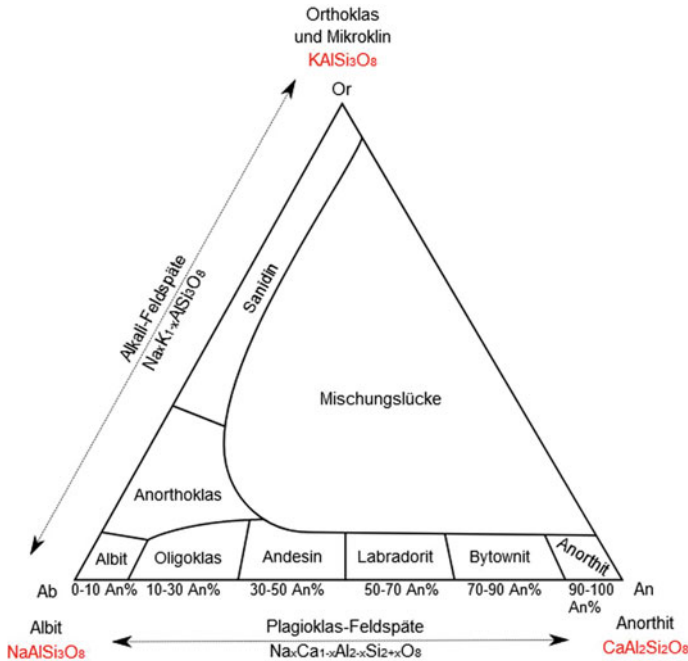 Orthoklas
und Mikroklin
KAlSi₃O₈
Or
Alkali-Feldspäte
NaₓK₁₋ₓAlSi₃O₈
Sanidin
Mischungslücke
Anorthoklas
Albit
Oligoklas
Andesin
Labradorit
Bytownit
Anorthit
Ab
0-10 An%
10-30 An%
30-50 An%
50-70 An%
70-90 An%
90-100
An%
An
Albit
NaAlSi₃O₈
Plagioklas-Feldspäte
NaₓCa₁₋ₓAl₂₋ₓSi₂₊ₓO₈
Anorthit
CaAl₂Si₂O₈